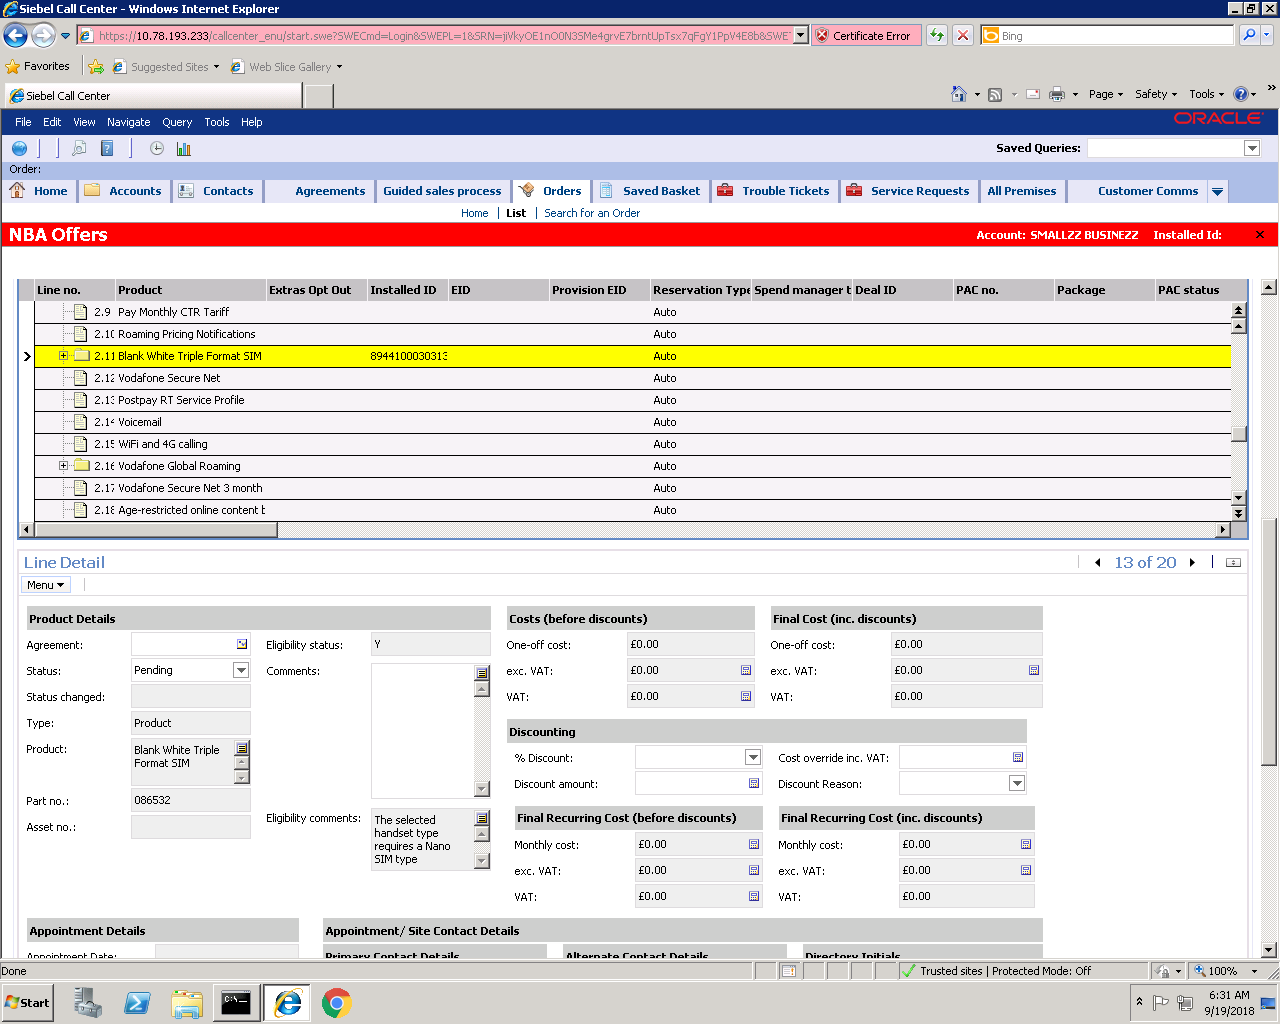 Siebel Call Center - Windows Internet Explorer
https://10.78.193.233/callcenter_enu/start.swe?SWECmd=Login&SWEPL=1&SRN= Certificate Error Bing
Favorites Suggested Sites Web Slice Gallery
Siebel Call Center Page Safety Tools
File Edit View Navigate Query Tools Help ORACLE
Saved Queries:
Order:
Home Accounts Contacts Agreements Guided sales process Orders Saved Basket Trouble Tickets Service Requests All Premises Customer Comms
Home List Search for an Order
NBA Offers Account: SMALLZZ BUSINEZZ Installed Id:
Line no. Product Extras Opt Out Installed ID EID Provision EID Reservation Type Spend manager t Deal ID PAC no. Package PAC status
2.9 Pay Monthly CTR Tariff Auto
2.10 Roaming Pricing Notifications Auto
2.11 Blank White Triple Format SIM 8944100030313 Auto
2.12 Vodafone Secure Net Auto
2.13 Postpay RT Service Profile Auto
2.14 Voicemail Auto
2.15 WiFi and 4G calling Auto
2.16 Vodafone Global Roaming Auto
2.17 Vodafone Secure Net 3 month Auto
2.18 Age-restricted online content b Auto
Line Detail 13 of 20
Menu
Product Details Costs (before discounts) Final Cost (inc. discounts)
Agreement: Eligibility status: Y One-off cost: £0.00 One-off cost: £0.00
Status: Pending Comments: exc. VAT: £0.00 exc. VAT: £0.00
Status changed: VAT: £0.00 VAT: £0.00
Type: Product
Discounting
Product: Blank White Triple
Format SIM
% Discount: Cost override inc. VAT:
Discount amount: Discount Reason:
Part no.: 086532
Asset no.:
Eligibility comments: The selected
handset type
requires a Nano
SIM type
Final Recurring Cost (before discounts) Final Recurring Cost (inc. discounts)
Monthly cost: £0.00 Monthly cost: £0.00
exc. VAT: £0.00 exc. VAT: £0.00
VAT: £0.00 VAT: £0.00
Appointment Details Appointment/ Site Contact Details
Appointment Date: Primary Contact Details Alternate Contact Details Directory Initials
Done Trusted sites | Protected Mode: Off 100%
Start 6:31 AM
9/19/2018